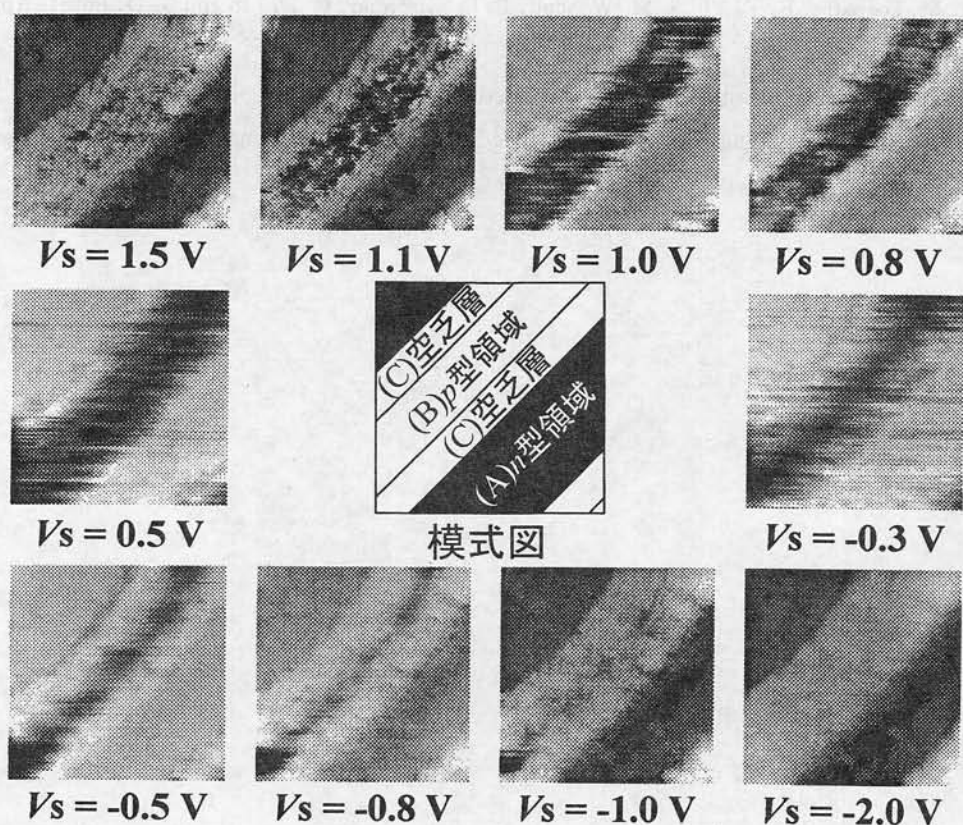 Vs = 1.5 V
Vs = 1.1 V
Vs = 1.0 V
Vs = 0.8 V
Vs = 0.5 V
(C)空乏層
(B)p型領域
(C)空乏層
(A)n型領域
模式図
Vs = -0.3 V
Vs = -0.5 V
Vs = -0.8 V
Vs = -1.0 V
Vs = -2.0 V